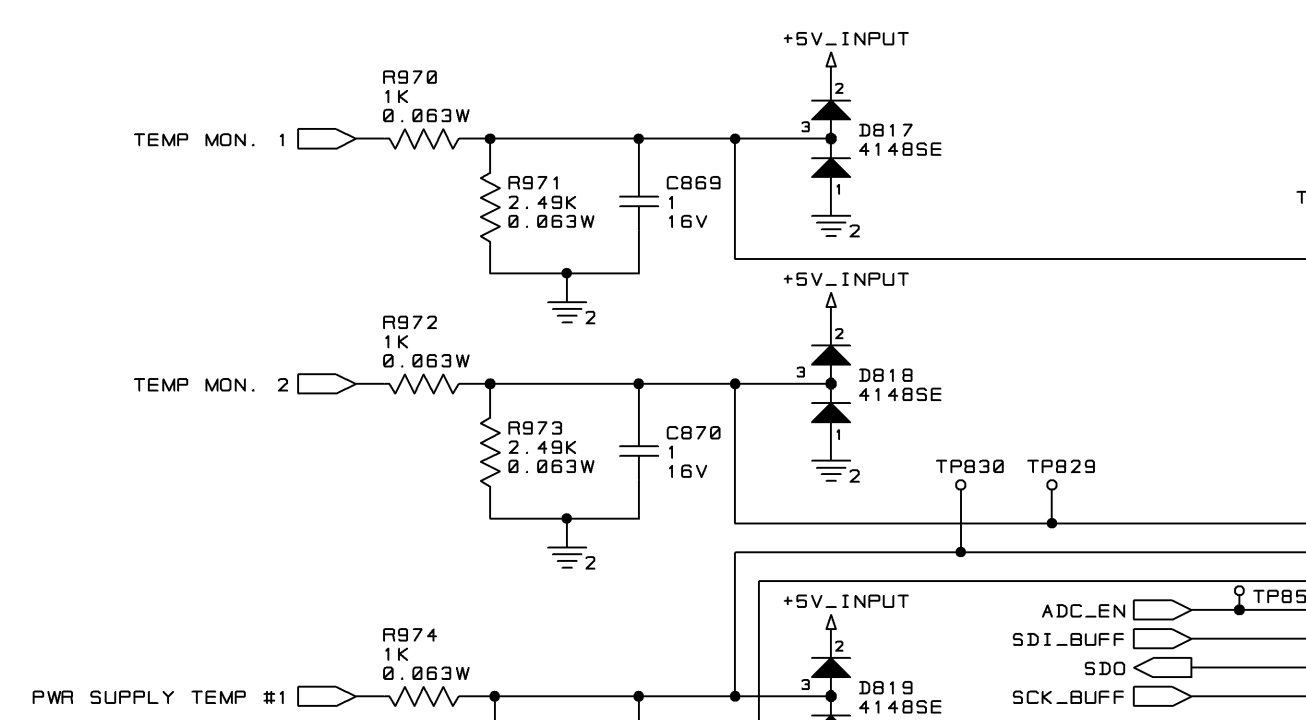 +5V_INPUT
R970
1K
0.063W
2
3
D817
4148SE
TEMP MON. 1
R971
2.49K
0.063W
C869
1
16V
1
2
+5V_INPUT
2
R972
1K
0.063W
2
3
D818
4148SE
TEMP MON. 2
R973
2.49K
0.063W
C870
1
16V
1
2
TP830 TP829
2
+5V_INPUT
TP85
ADC_EN
R974
1K
0.063W
2
SDI_BUFF
SDO
3
D819
4148SE
PWR SUPPLY TEMP #1
SCK_BUFF